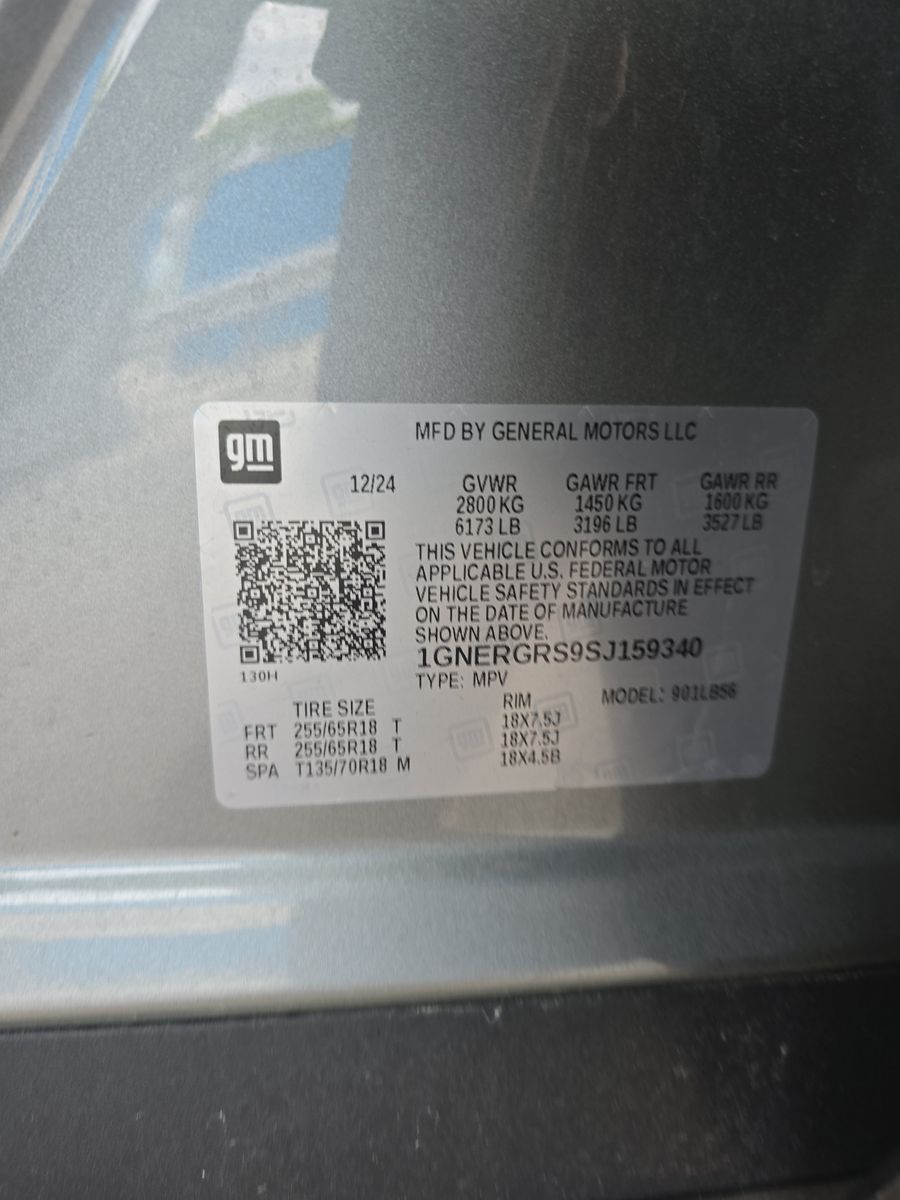 gm
MFD BY GENERAL MOTORS LLC
12/24 GVWR GAWR FRT GAWR RR
2800 KG 1450 KG 1600 KG
6173 LB 3196 LB 3527 LB
THIS VEHICLE CONFORMS TO ALL
APPLICABLE U.S. FEDERAL MOTOR
VEHICLE SAFETY STANDARDS IN EFFECT
ON THE DATE OF MANUFACTURE
SHOWN ABOVE.
1GNERGRS9SJ159340
130H
TYPE: MPV
MODEL: 901LB56
TIRE SIZE RIM
FRT 255/65R18 T 18X7.5J
RR 255/65R18 T 18X7.5J
SPA T135/70R18 M 18X4.5B